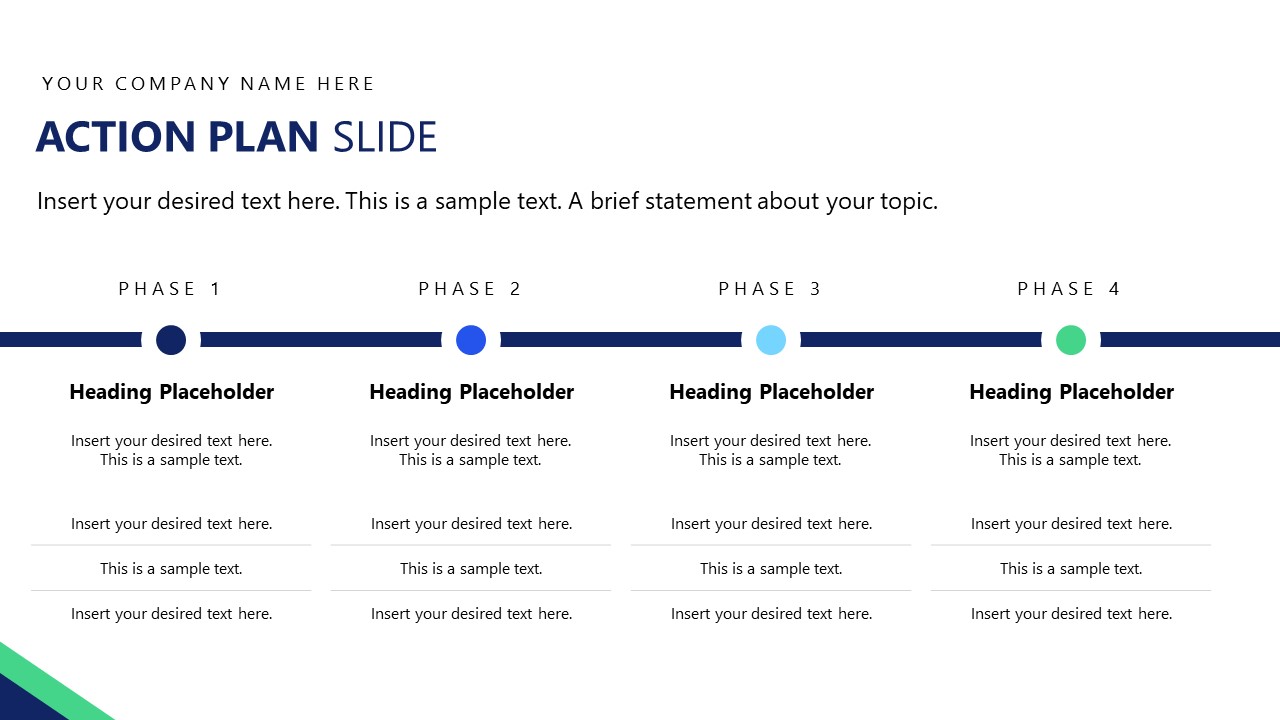 YOUR COMPANY NAME HERE
ACTION PLAN SLIDE
Insert your desired text here. This is a sample text. A brief statement about your topic.
PHASE 1
Heading Placeholder
Insert your desired text here.
This is a sample text.
Insert your desired text here.
This is a sample text.
Insert your desired text here.
PHASE 2
Heading Placeholder
Insert your desired text here.
This is a sample text.
Insert your desired text here.
This is a sample text.
Insert your desired text here.
PHASE 3
Heading Placeholder
Insert your desired text here.
This is a sample text.
Insert your desired text here.
This is a sample text.
Insert your desired text here.
PHASE 4
Heading Placeholder
Insert your desired text here.
This is a sample text.
Insert your desired text here.
This is a sample text.
Insert your desired text here.